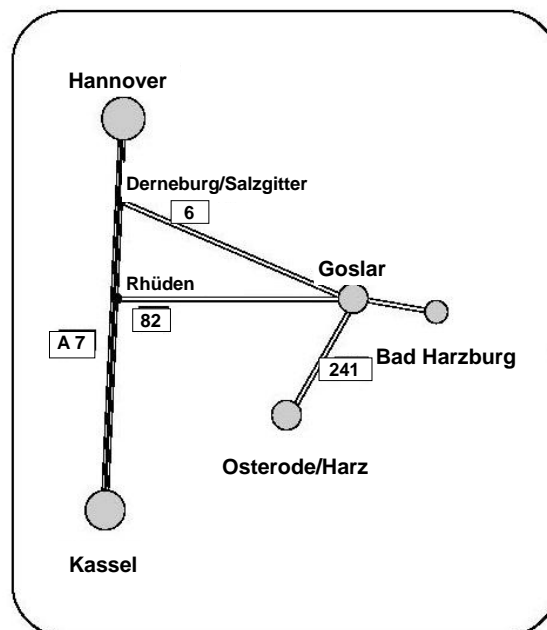 Hannover
Derneburg/Salzgitter
6
Goslar
Rhüden
82
A 7
241
Bad Harzburg
Osterode/Harz
Kassel